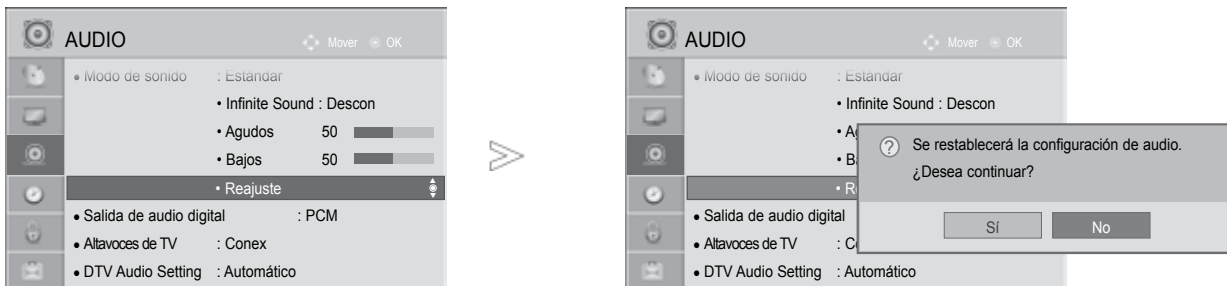 AUDIO
Mover OK
• Modo de sonido : Estándar
• Infinite Sound : Descon
• Agudos 50
• Bajos 50
• Reajuste
• Salida de audio digital : PCM
• Altavoces de TV : Conex
• DTV Audio Setting : Automático
AUDIO
Mover OK
• Modo de sonido : Estándar
• Infinite Sound : Descon
• Ag
• B
• R
• Salida de audio digital
• Altavoces de TV : C
• DTV Audio Setting : Automático
? Se restablecerá la configuración de audio.
¿Desea continuar?
Sí No